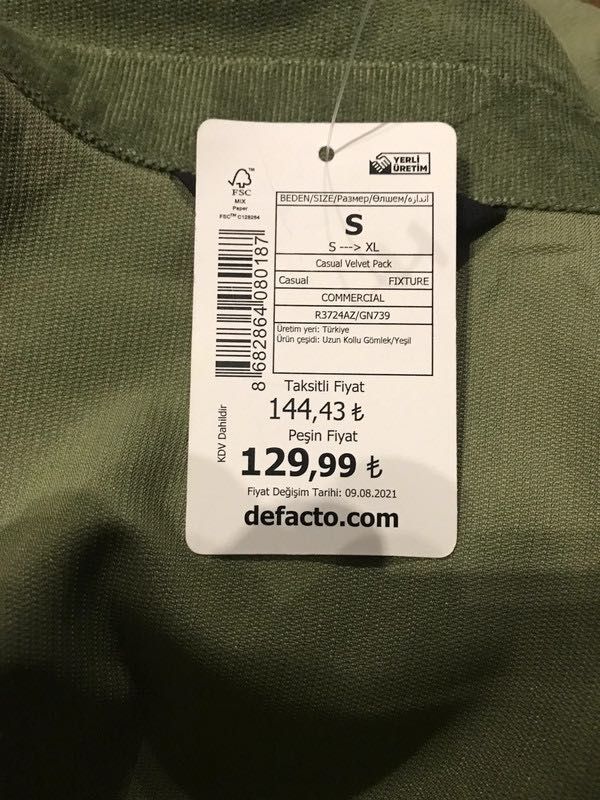 YERLİ
ÜRETİM
FSC™
MIX
Paper
FSC™ C128284
BEDEN/SIZE/Размер/Өлшем/اندازه
S
S ---> XL
Casual Velvet Pack
Casual FIXTURE
COMMERCIAL
R3724AZ/GN739
Üretim yeri: Türkiye
Ürün çeşidi: Uzun Kollu Gömlek/Yeşil
8 682864 080187
KDV Dahildir
Taksitli Fiyat
144,43 ₺
Peşin Fiyat
129,99 ₺
Fiyat Değişim Tarihi: 09.08.2021
defacto.com